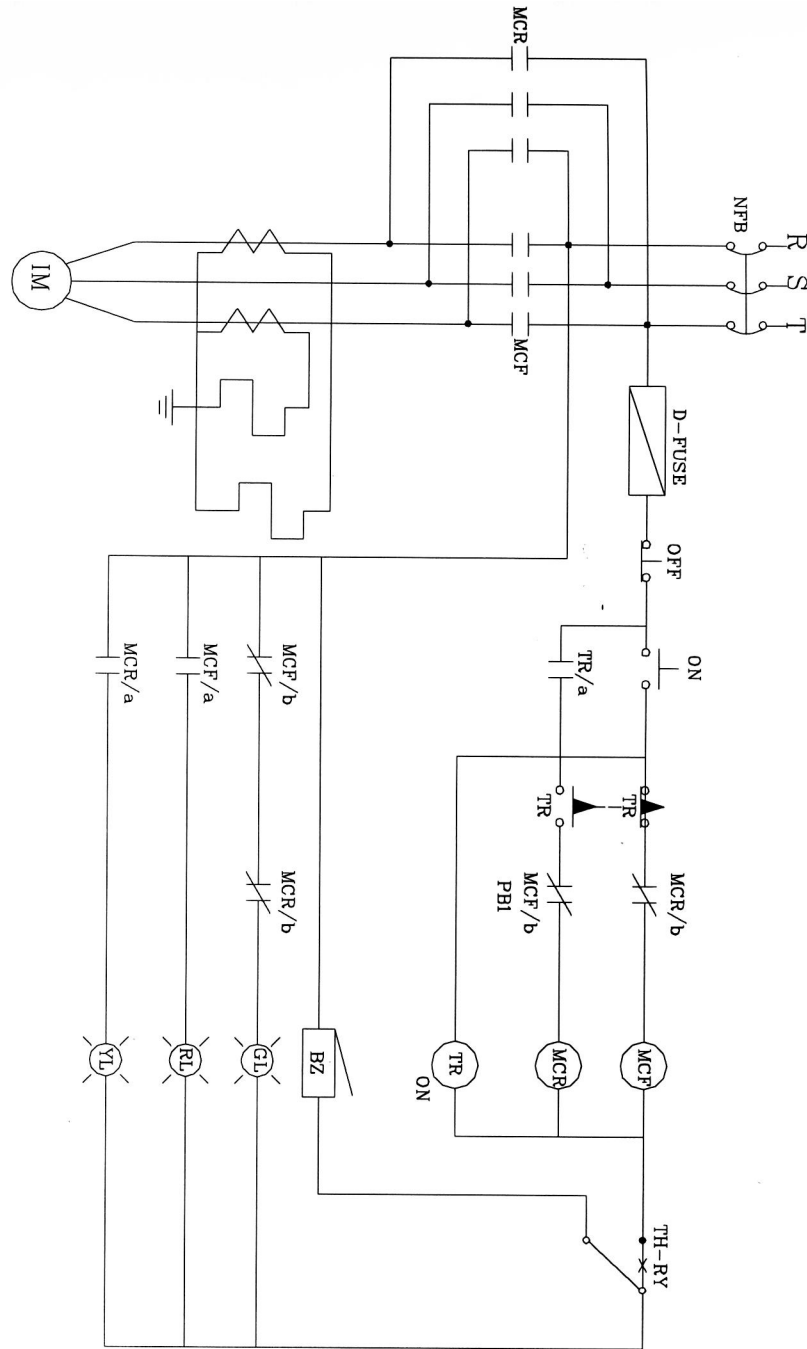 R
S
T
NFB
MCR
MCF
IM
D-FUSE
OFF
ON
TR/a
TR
TR
MCR/b
MCF/b
PB1
MCF
MCR
TR
ON
TH-RY
MCF/b
MCR/b
MCF/a
MCR/a
BZ
GL
RL
YL